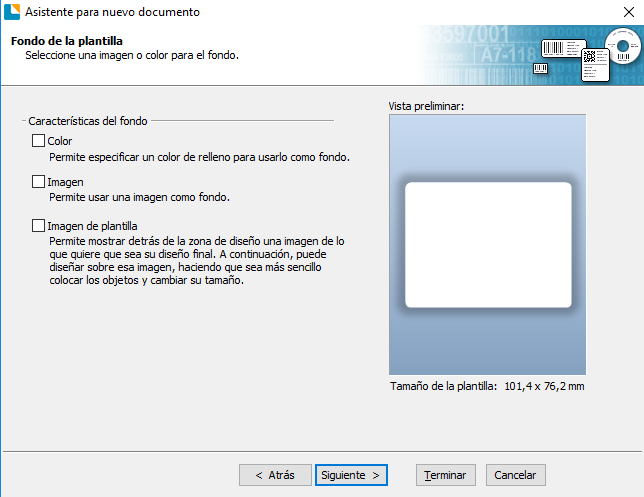 Asistente para nuevo documento
Fondo de la plantilla
Seleccione una imagen o color para el fondo.
3597001
A7-118
Características del fondo
Color
Permite especificar un color de relleno para usarlo como fondo.
Imagen
Permite usar una imagen como fondo.
Imagen de plantilla
Permite mostrar detrás de la zona de diseño una imagen de lo
que quiere que sea su diseño final. A continuación, puede
diseñar sobre esa imagen, haciendo que sea más sencillo
colocar los objetos y cambiar su tamaño.
Vista preliminar:
Tamaño de la plantilla: 101,4 x 76,2 mm
< Atrás
Siguiente >
Terminar
Cancelar